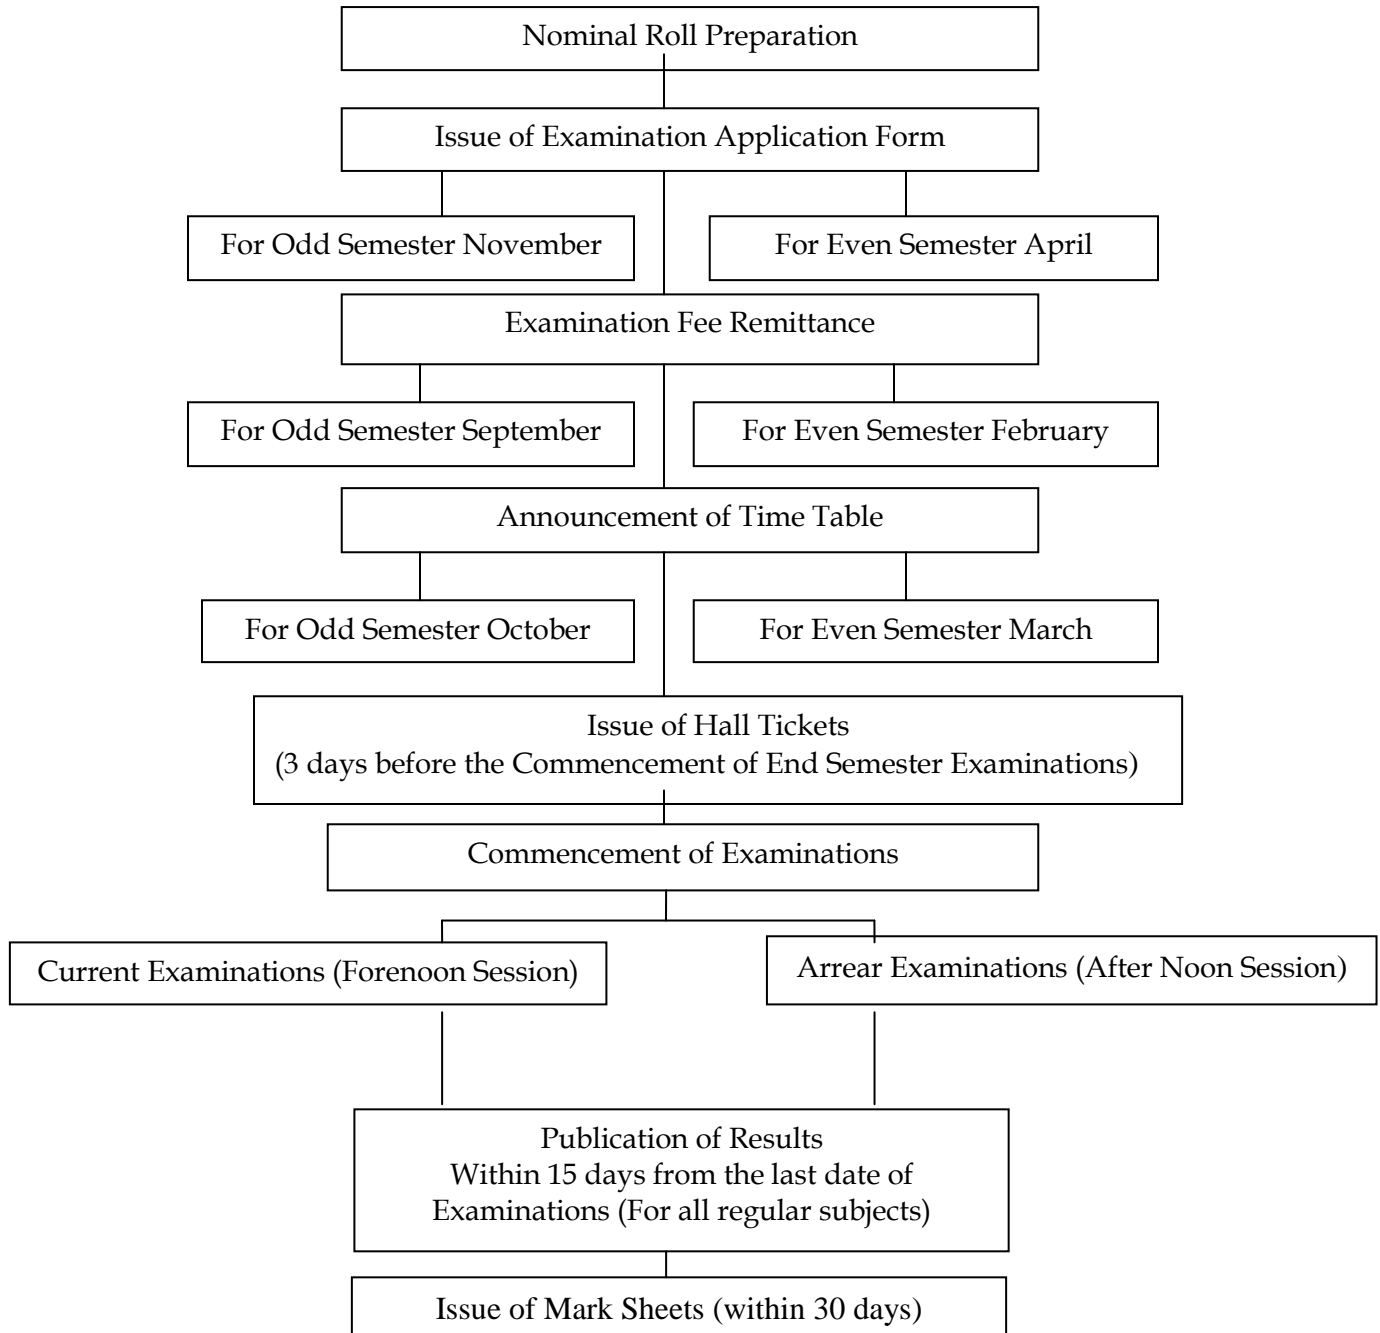 Nominal Roll Preparation
Issue of Examination Application Form
For Odd Semester November
For Even Semester April
Examination Fee Remittance
For Odd Semester September
For Even Semester February
Announcement of Time Table
For Odd Semester October
For Even Semester March
Issue of Hall Tickets
(3 days before the Commencement of End Semester Examinations)
Commencement of Examinations
Current Examinations (Forenoon Session)
Arrear Examinations (After Noon Session)
Publication of Results
Within 15 days from the last date of
Examinations (For all regular subjects)
Issue of Mark Sheets (within 30 days)